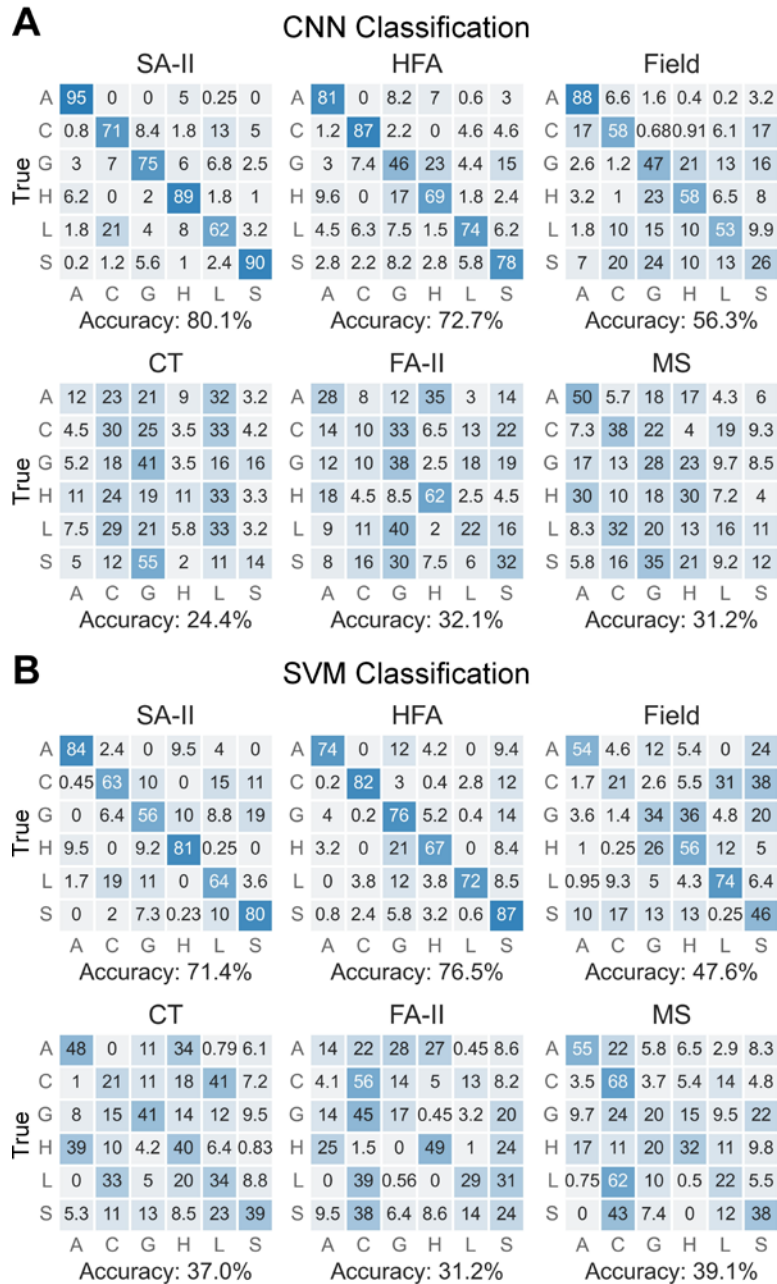 A CNN Classification
SA-II HFA Field
A 95 0 0 5 0.25 0 A 81 0 8.2 7 0.6 3 A 88 6.6 1.6 0.4 0.2 3.2
C 0.8 71 8.4 1.8 13 5 C 1.2 87 2.2 0 4.6 4.6 C 17 58 0.68 0.91 6.1 17
G 3 7 75 6 6.8 2.5 G 3 7.4 46 23 4.4 15 G 2.6 1.2 47 21 13 16
True
H 6.2 0 2 89 1.8 1 H 9.6 0 17 69 1.8 2.4 H 3.2 1 23 58 6.5 8
L 1.8 21 4 8 62 3.2 L 4.5 6.3 7.5 1.5 74 6.2 L 1.8 10 15 10 53 9.9
S 0.2 1.2 5.6 1 2.4 90 S 2.8 2.2 8.2 2.8 5.8 78 S 7 20 24 10 13 26
A C G H L S A C G H L S A C G H L S
Accuracy: 80.1% Accuracy: 72.7% Accuracy: 56.3%
CT FA-II MS
A 12 23 21 9 32 3.2 A 28 8 12 35 3 14 A 50 5.7 18 17 4.3 6
C 4.5 30 25 3.5 33 4.2 C 14 10 33 6.5 13 22 C 7.3 38 22 4 19 9.3
G 5.2 18 41 3.5 16 16 G 12 10 38 2.5 18 19 G 17 13 28 23 9.7 8.5
True
H 11 24 19 11 33 3.3 H 18 4.5 8.5 62 2.5 4.5 H 30 10 18 30 7.2 4
L 7.5 29 21 5.8 33 3.2 L 9 11 40 2 22 16 L 8.3 32 20 13 16 11
S 5 12 55 2 11 14 S 8 16 30 7.5 6 32 S 5.8 16 35 21 9.2 12
A C G H L S A C G H L S A C G H L S
Accuracy: 24.4% Accuracy: 32.1% Accuracy: 31.2%
B SVM Classification
SA-II HFA Field
A 84 2.4 0 9.5 4 0 A 74 0 12 4.2 0 9.4 A 54 4.6 12 5.4 0 24
C 0.45 63 10 0 15 11 C 0.2 82 3 0.4 2.8 12 C 1.7 21 2.6 5.5 31 38
G 0 6.4 56 10 8.8 19 G 4 0.2 76 5.2 0.4 14 G 3.6 1.4 34 36 4.8 20
True
H 9.5 0 9.2 81 0.25 0 H 3.2 0 21 67 0 8.4 H 1 0.25 26 56 12 5
L 1.7 19 11 0 64 3.6 L 0 3.8 12 3.8 72 8.5 L 0.95 9.3 5 4.3 74 6.4
S 0 2 7.3 0.23 10 80 S 0.8 2.4 5.8 3.2 0.6 87 S 10 17 13 13 0.25 46
A C G H L S A C G H L S A C G H L S
Accuracy: 71.4% Accuracy: 76.5% Accuracy: 47.6%
CT FA-II MS
A 48 0 11 34 0.79 6.1 A 14 22 28 27 0.45 8.6 A 55 22 5.8 6.5 2.9 8.3
C 1 21 11 18 41 7.2 C 4.1 56 14 5 13 8.2 C 3.5 68 3.7 5.4 14 4.8
G 8 15 41 14 12 9.5 G 14 45 17 0.45 3.2 20 G 9.7 24 20 15 9.5 22
True
H 39 10 4.2 40 6.4 0.83 H 25 1.5 0 49 1 24 H 17 11 20 32 11 9.8
L 0 33 5 20 34 8.8 L 0 39 0.56 0 29 31 L 0.75 62 10 0.5 22 5.5
S 5.3 11 13 8.5 23 39 S 9.5 38 6.4 8.6 14 24 S 0 43 7.4 0 12 38
A C G H L S A C G H L S A C G H L S
Accuracy: 37.0% Accuracy: 31.2% Accuracy: 39.1%